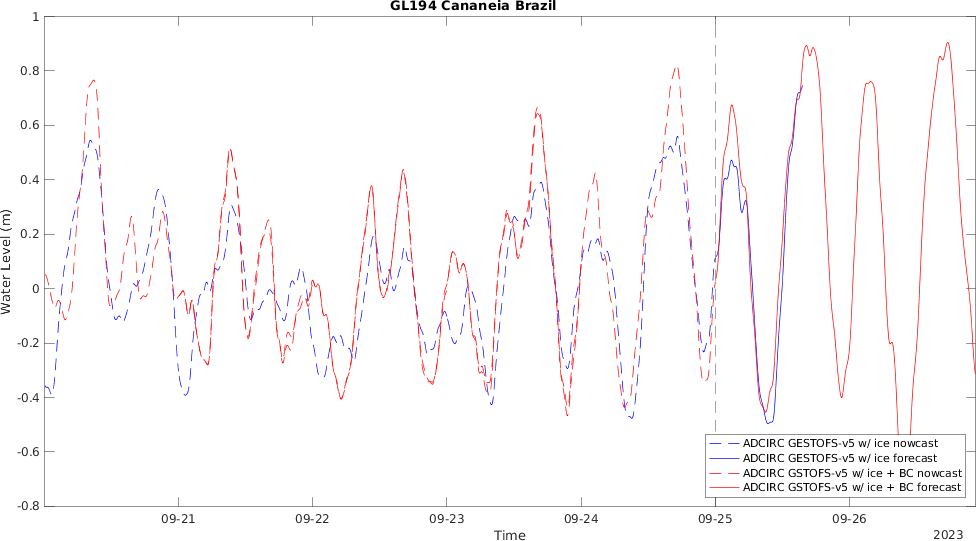 GL194 Cananeia Brazil
1
0.8
0.6
0.4
0.2
0
-0.2
-0.4
-0.6
-0.8
Water Level (m)
ADCIRC GESTOFS-v5 w/ ice nowcast
ADCIRC GESTOFS-v5 w/ ice forecast
ADCIRC GSTOFS-v5 w/ ice + BC nowcast
ADCIRC GSTOFS-v5 w/ ice + BC forecast
09-21 09-22 09-23 09-24 09-25 09-26
Time
2023